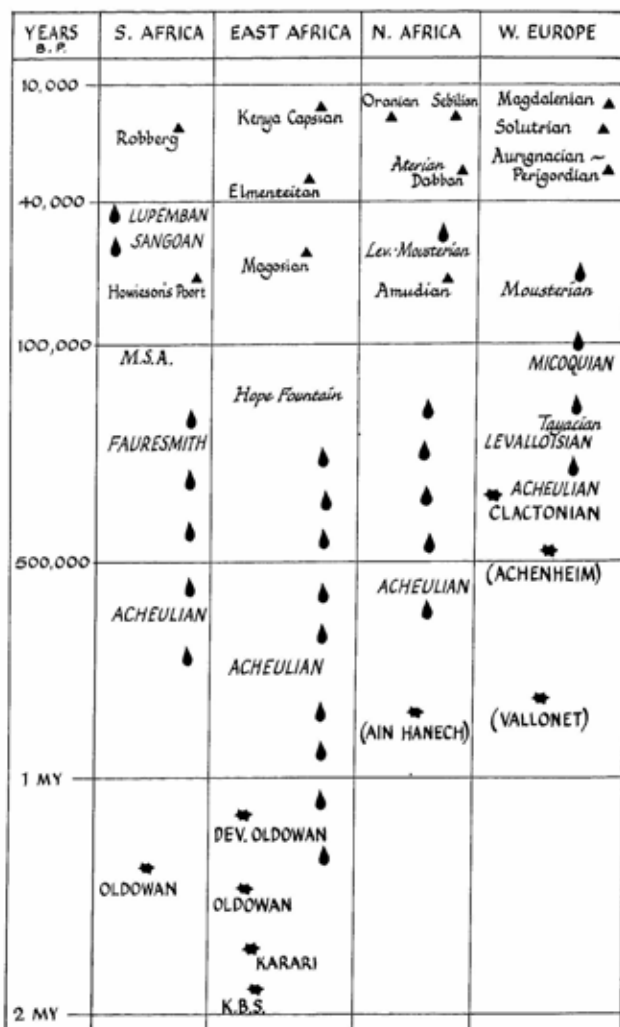 YEARS B.P.
S. AFRICA
EAST AFRICA
N. AFRICA
W. EUROPE
10,000
Robberg
Kenya Capsian
Oranian Sebilian
Aterian
Dabban
Magdalenian
Solutrian
Aurignacian ~
Perigordian
Elmenteitan
40,000
LUPEMBAN
SANGOAN
Howieson's Poort
Magosian
Lev.-Mousterian
Amudian
Mousterian
100,000
M.S.A.
FAURESMITH
Hope Fountain
MICOQUIAN
Tayacian
LEVALLOISIAN
ACHEULIAN
CLACTONIAN
500,000
ACHEULIAN
ACHEULIAN
ACHEULIAN
(AIN HANECH)
(ACHENHEIM)
(VALLONET)
1 MY
OLDOWAN
DEV. OLDOWAN
OLDOWAN
KARARI
K.B.S.
2 MY